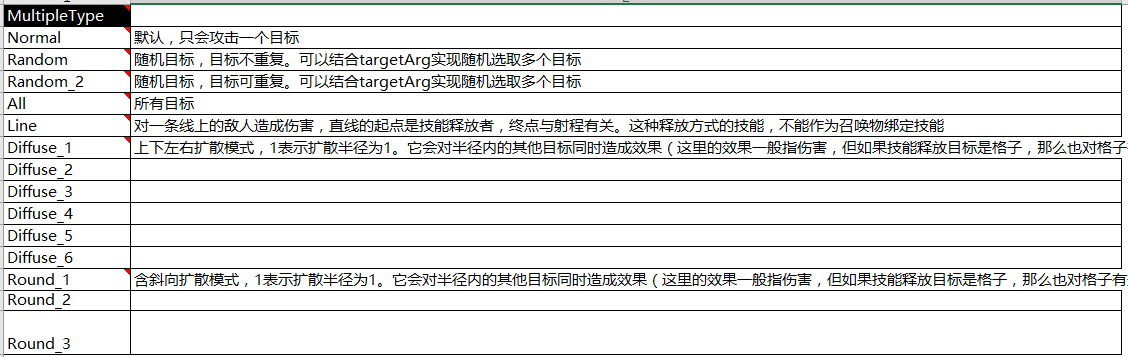 MultipleType
Normal 默认，只会攻击一个目标
Random 随机目标，目标不重复。可以结合targetArg实现随机选取多个目标
Random_2 随机目标，目标可重复。可以结合targetArg实现随机选取多个目标
All 所有目标
Line 对一条线上的敌人造成伤害，直线的起点是技能释放者，终点与射程有关。这种释放方式的技能，不能作为召唤物绑定技能
Diffuse_1 上下左右扩散模式，1表示扩散半径为1。它会对半径内的其他目标同时造成效果（这里的效果一般指伤害，但如果技能释放目标是格子，那么也对格子
Diffuse_2
Diffuse_3
Diffuse_4
Diffuse_5
Diffuse_6
Round_1 含斜向扩散模式，1表示扩散半径为1。它会对半径内的其他目标同时造成效果（这里的效果一般指伤害，但如果技能释放目标是格子，那么也对格子有
Round_2
Round_3